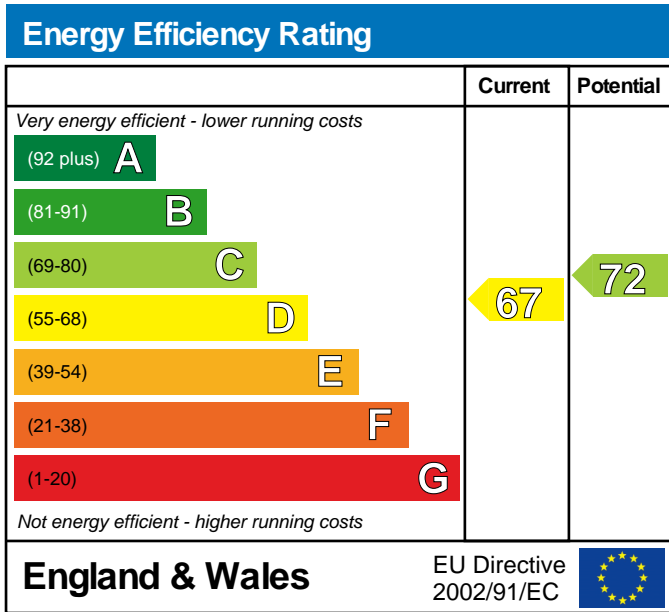 Energy Efficiency Rating
Current Potential
Very energy efficient - lower running costs
(92 plus) A
(81-91) B
(69-80) C
72
(55-68) D
67
(39-54) E
(21-38) F
(1-20) G
Not energy efficient - higher running costs
England & Wales
EU Directive
2002/91/EC